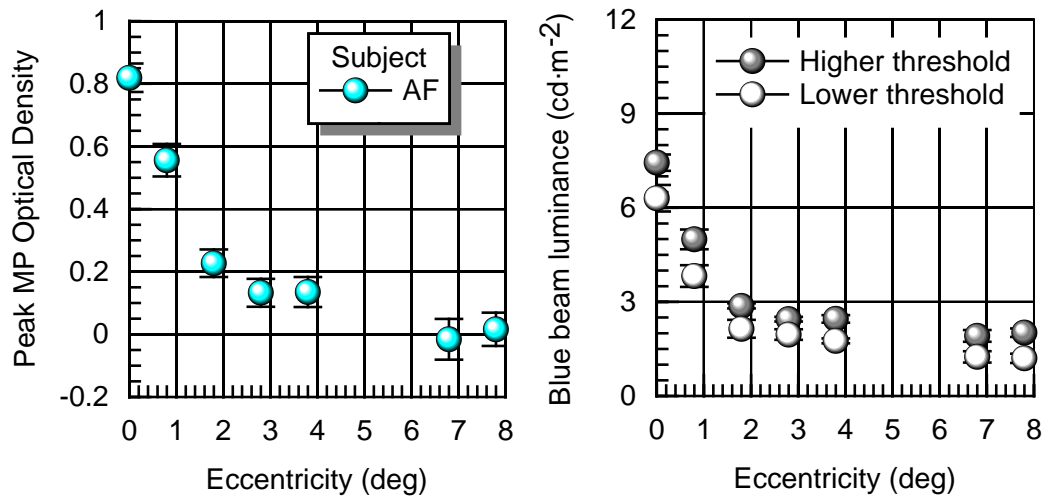 Peak MP Optical Density
1
0.8
0.6
0.4
0.2
0
-0.2
Subject
AF
0 1 2 3 4 5 6 7 8
Eccentricity (deg)
Blue beam luminance (cd·m-2)
12
9
6
3
0
Higher threshold
Lower threshold
0 1 2 3 4 5 6 7 8
Eccentricity (deg)